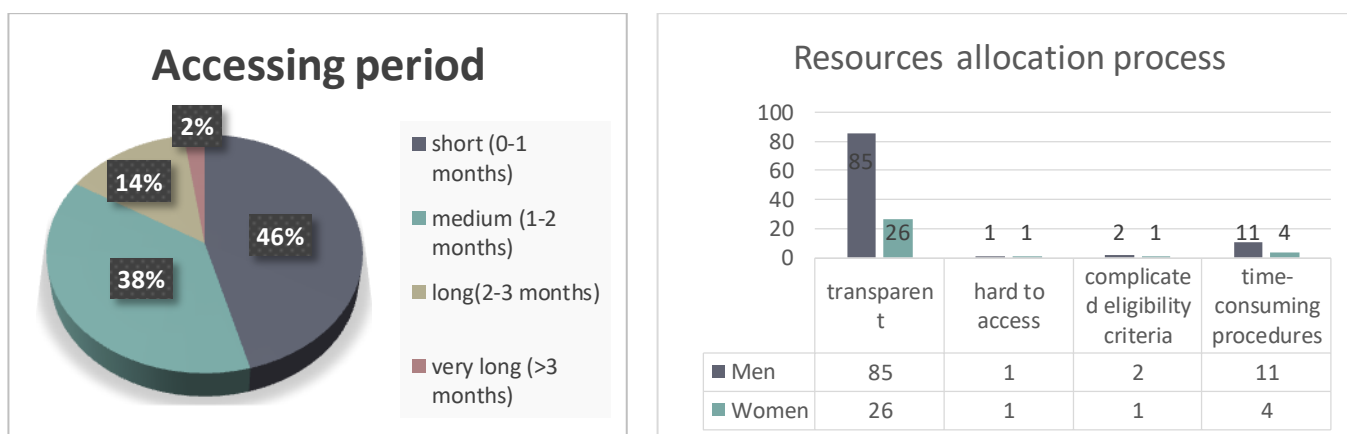 Accessing period
2%
14%
46%
38%
short (0-1
months)
medium (1-2
months)
long(2-3 months)
very long (>3
months)
Resources allocation process
100
80
60
40
20
0
85
26
1 1
2 1
11 4
transparen
t
hard to
access
complicate
d eligibility
criteria
time-
consuming
procedures
Men 85 1 2 11
Women 26 1 1 4